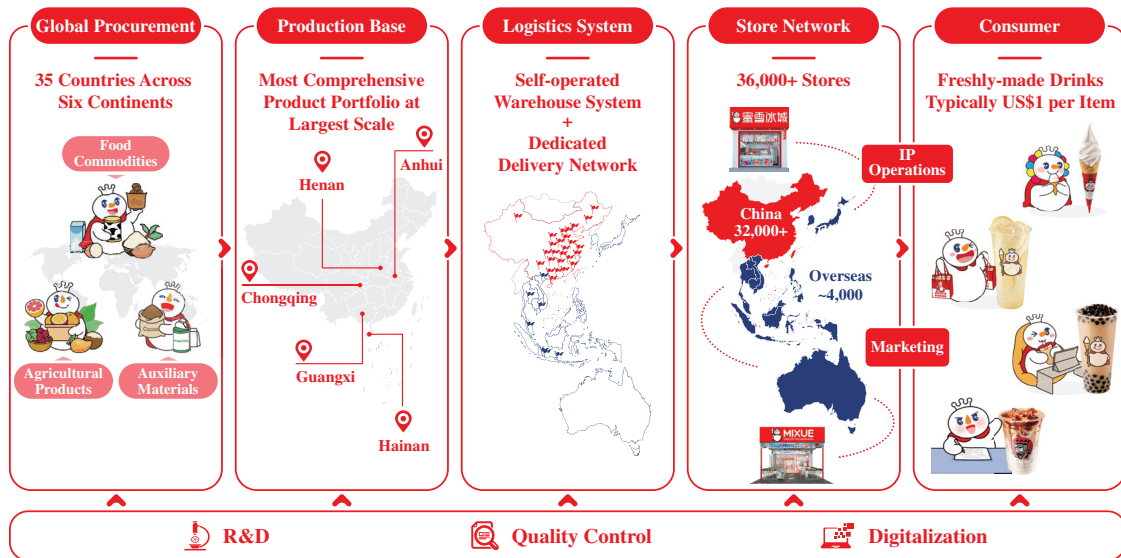 Global Procurement
35 Countries Across
Six Continents
Food
Commodities
Agricultural
Products
Auxiliary
Materials
Production Base
Most Comprehensive
Product Portfolio at
Largest Scale
Anhui
Henan
Chongqing
Guangxi
Hainan
Logistics System
Self-operated
Warehouse System
+
Dedicated
Delivery Network
Store Network
36,000+ Stores
蜜雪冰城
IP
Operations
China
32,000+
Overseas
~4,000
Marketing
MIXUE
Consumer
Freshly-made Drinks
Typically US$1 per Item
R&D
Quality Control
Digitalization